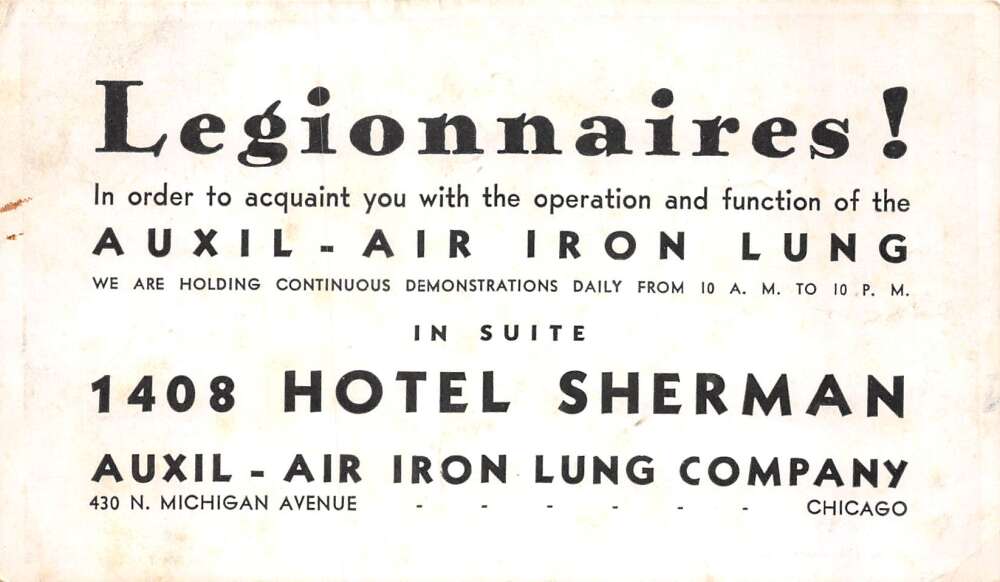 Legionnaires!
In order to acquaint you with the operation and function of the
AUXIL - AIR IRON LUNG
WE ARE HOLDING CONTINUOUS DEMONSTRATIONS DAILY FROM 10 A. M. TO 10 P. M.
IN SUITE
1408 HOTEL SHERMAN
AUXIL - AIR IRON LUNG COMPANY
430 N. MICHIGAN AVENUE - - - - - - CHICAGO